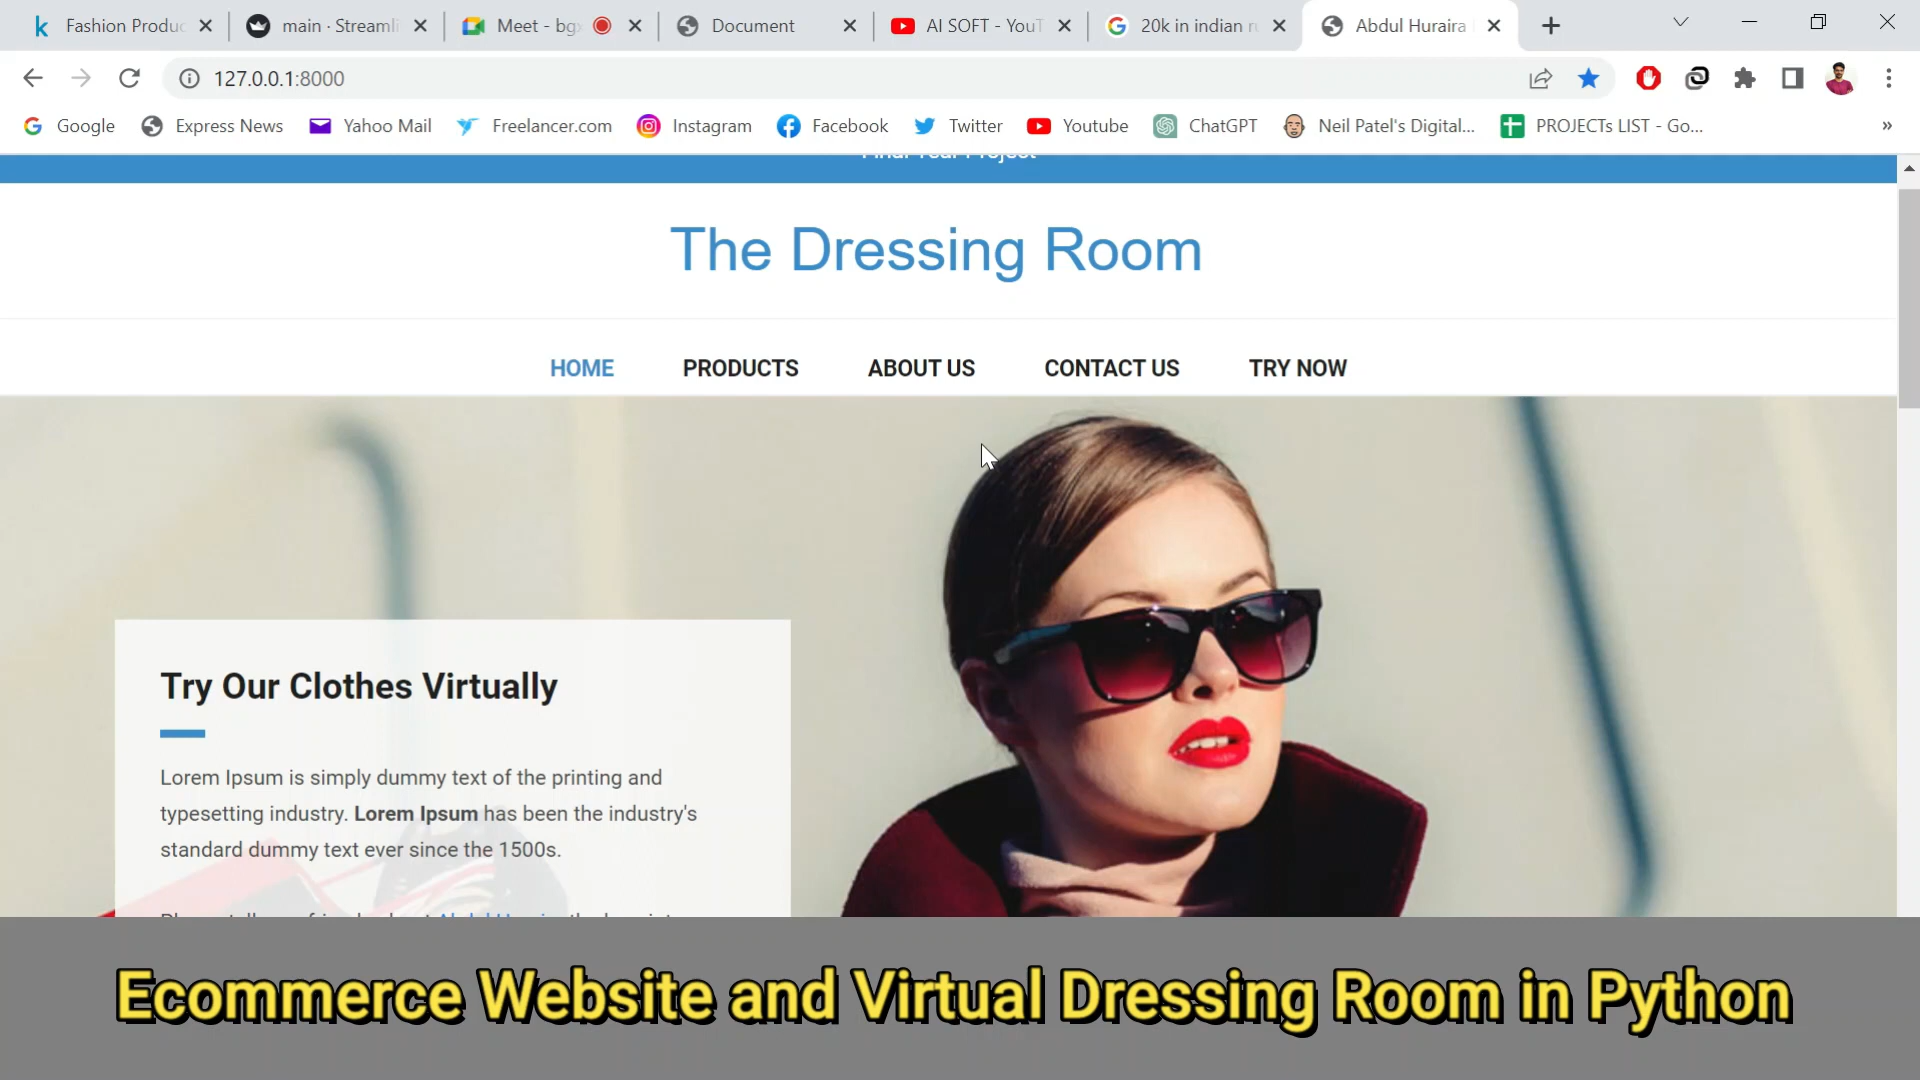 Fashion Produc
main · Streamli
Meet - bgx
Document
AI SOFT - YouT
20k in indian ru
Abdul Huraira
127.0.0.1:8000
Google
Express News
Yahoo Mail
Freelancer.com
Instagram
Facebook
Twitter
Youtube
ChatGPT
Neil Patel's Digital...
PROJECTs LIST - Go...
The Dressing Room
HOME
PRODUCTS
ABOUT US
CONTACT US
TRY NOW
Try Our Clothes Virtually
Lorem Ipsum is simply dummy text of the printing and
typesetting industry. Lorem Ipsum has been the industry's
standard dummy text ever since the 1500s.
Ecommerce Website and Virtual Dressing Room in Python